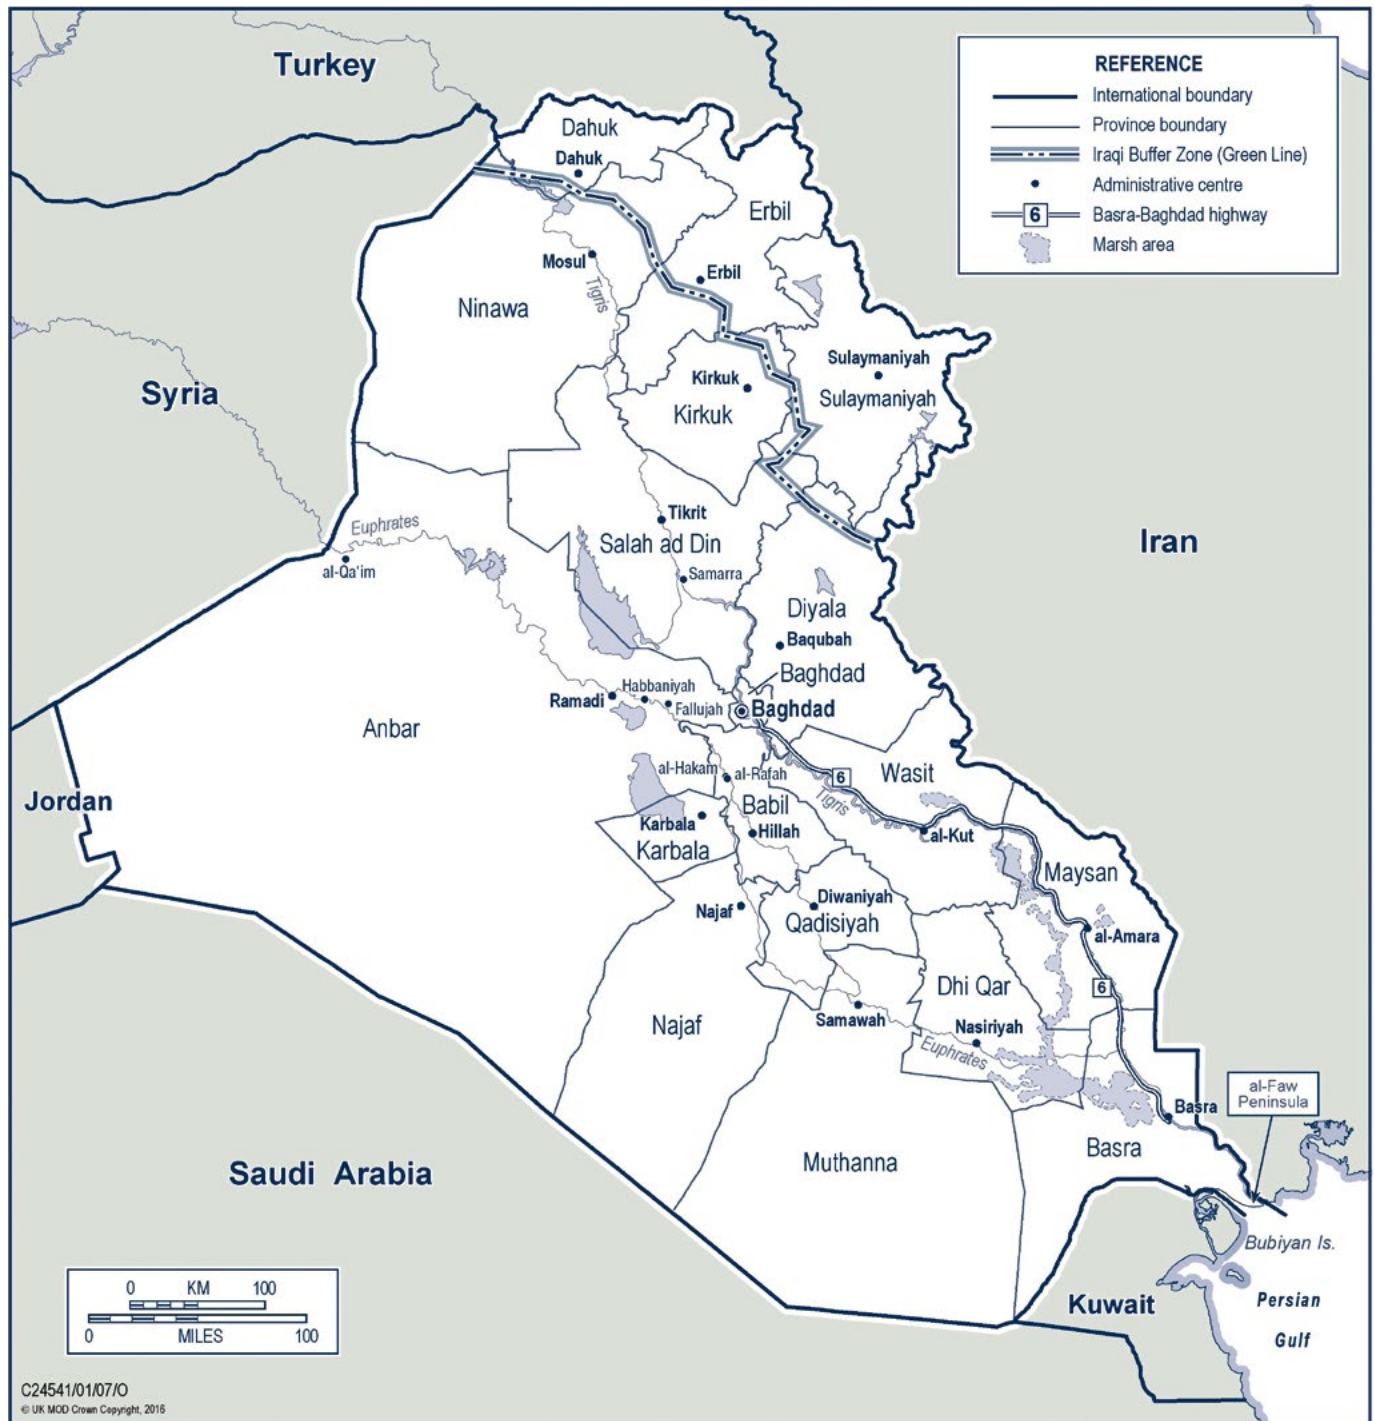 Turkey
REFERENCE
International boundary
Province boundary
Iraqi Buffer Zone (Green Line)
Administrative centre
6 Basra-Baghdad highway
Marsh area
Dahuk
Dahuk
Erbil
Mosul
Erbil
Tigris
Ninawa
Sulaymaniyah
Syria
Kirkuk
Sulaymaniyah
Kirkuk
Tikrit
Euphrates
Salah ad Din
Iran
al-Qa'im
Samarra
Diyala
Baqubah
Baghdad
Habbaniyah
Ramadi
Fallujah
Baghdad
Anbar
al-Hakam
al-Rafah
6
Wasit
Jordan
Tigris
Babil
Karbala
Hillah
al-Kut
Karbala
Maysan
Diwaniyah
Najaf
Qadisiyah
al-Amara
Dhi Qar
6
Najaf
Samawah
Nasiriyah
Euphrates
al-Faw
Peninsula
Basra
Basra
Muthanna
Saudi Arabia
Bubiyan Is.
0 KM 100
0 MILES 100
Kuwait
Persian
Gulf
C24541/01/07/O
© UK MOD Crown Copyright, 2016